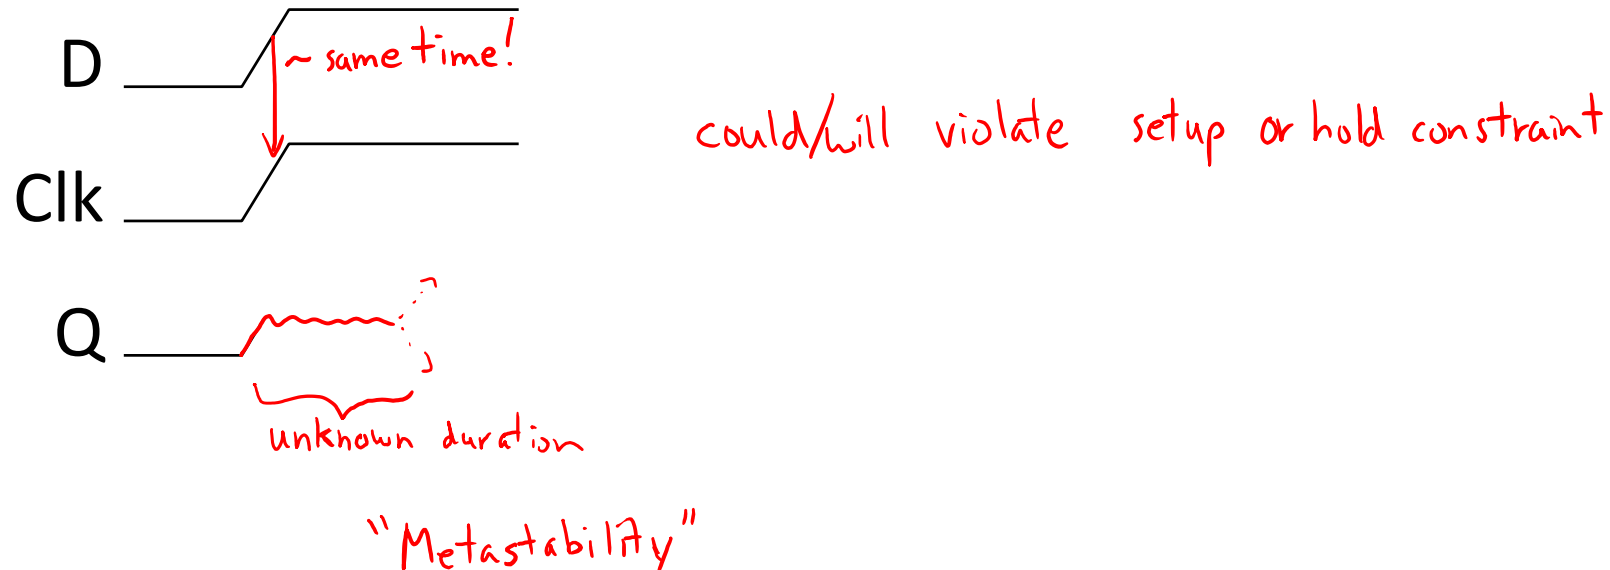 D
~ same time!
could/will violate setup or hold constraint
Clk
Q
unknown duration
"Metastability"